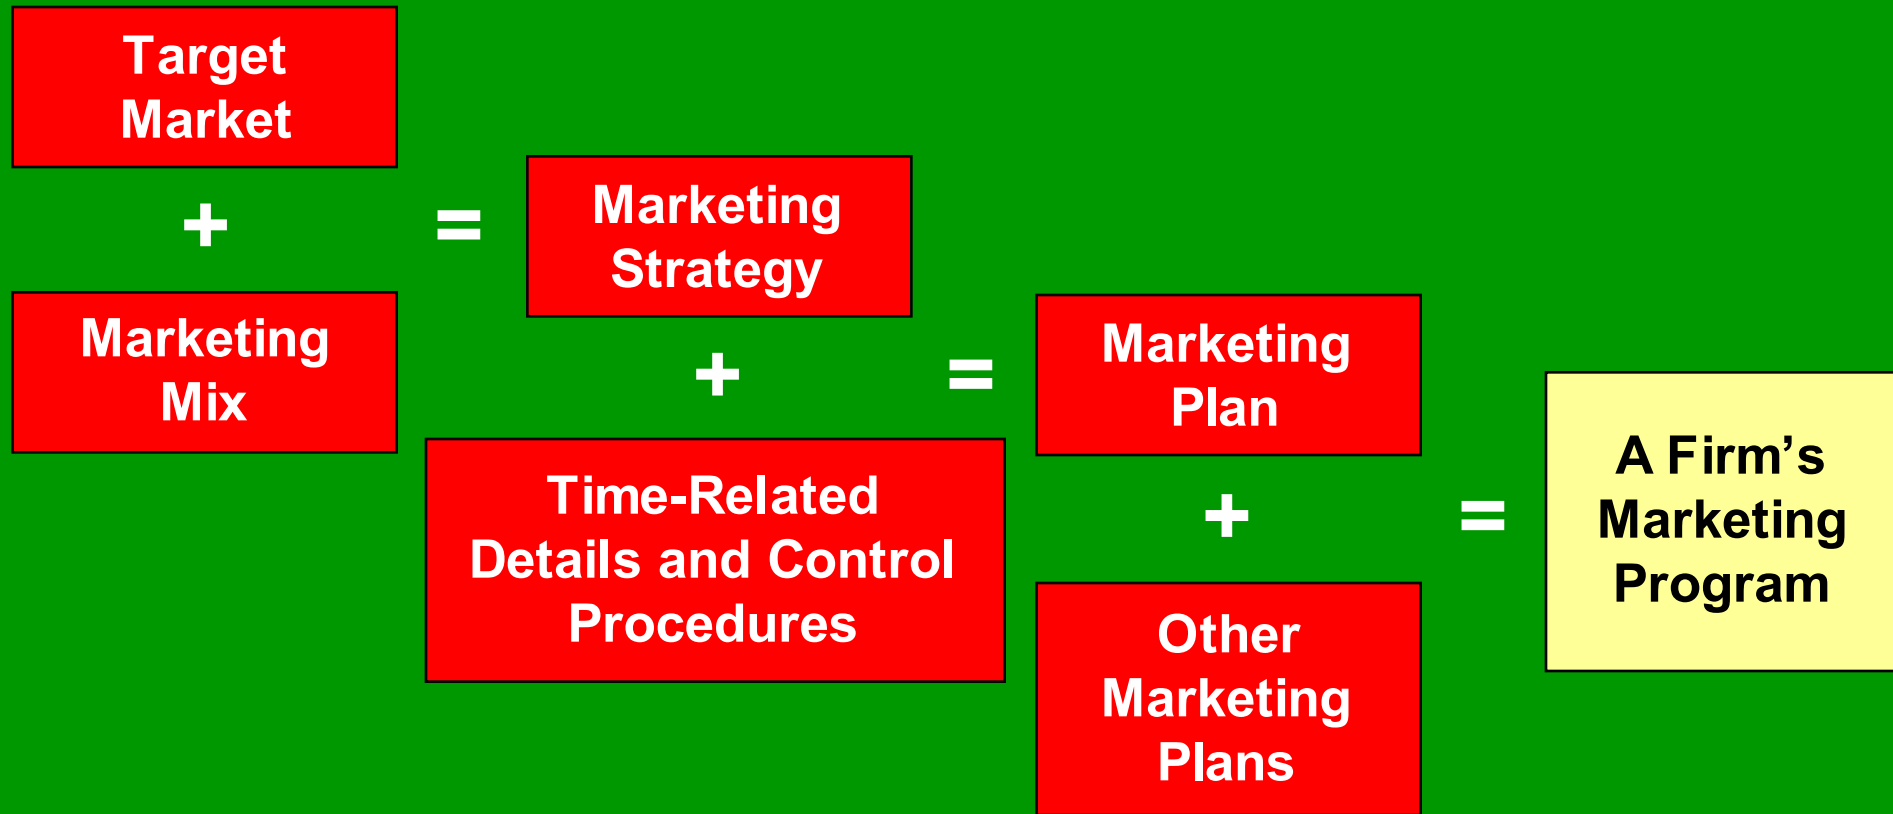 Target
Market
+
=
Marketing
Strategy
Marketing
Mix
+
=
Marketing
Plan
Time-Related
Details and Control
Procedures
+
=
A Firm’s
Marketing
Program
Other
Marketing
Plans